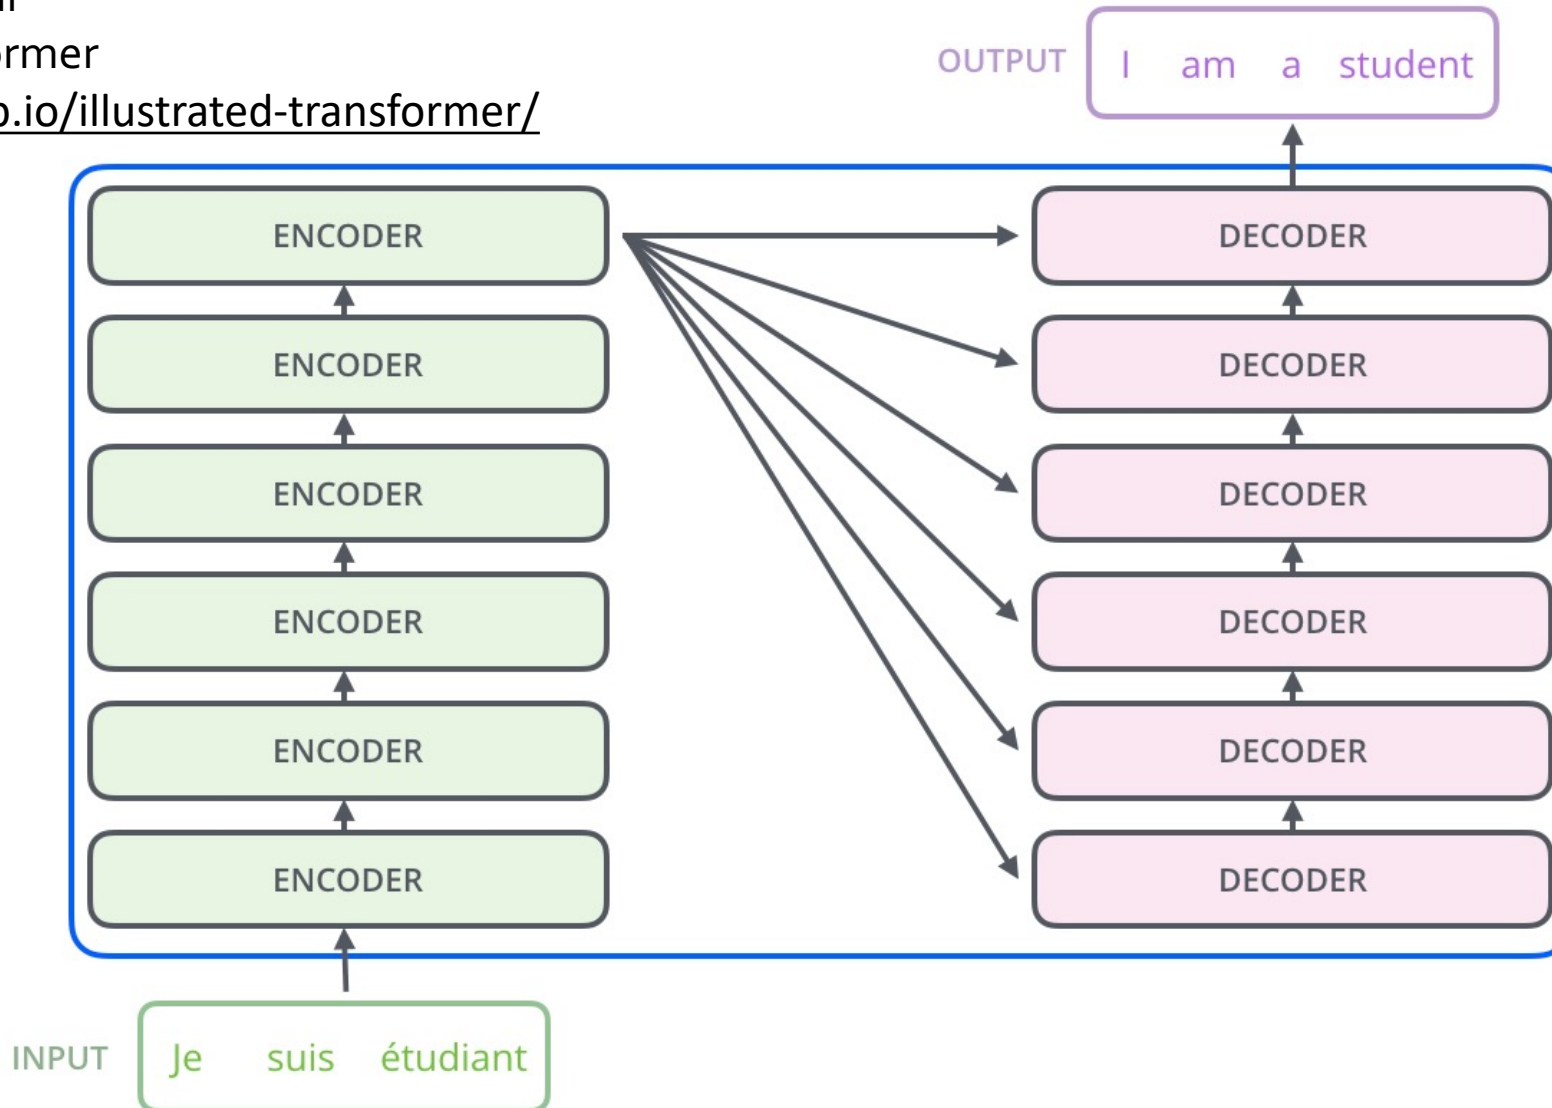 ormer
o.io/illustrated-transformer/
OUTPUT
I am a student
ENCODER
DECODER
ENCODER
DECODER
ENCODER
DECODER
ENCODER
DECODER
ENCODER
DECODER
ENCODER
DECODER
INPUT
Je suis étudiant